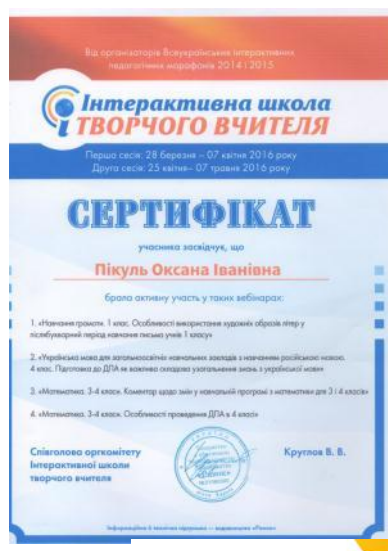 Від організаторів Всеукраїнських інтерактивних
педагогічних марафонів 2014 і 2015
Інтерактивна школа
ТВОРЧОГО ВЧИТЕЛЯ
Перша сесія: 28 березня – 07 квітня 2016 року
Друга сесія: 25 квітня– 07 травня 2016 року
СЕРТИФІКАТ
учасника засвідчує, що
Пікуль Оксана Іванівна
брала активну участь у таких вебінарах:
1. «Навчання грамоти. 1 клас. Особливості використання художніх образів літер у
післябукварний період навчання письма учнів 1 класу»
2. «Українська мова для загальноосвітніх навчальних закладів з навчанням російською мовою.
4 клас. Підготовка до ДПА як важлива складова узагальнення знань з української мови»
3. «Математика. 3-4 класи. Коментар щодо змін у навчальній програмі з математики для 3 і 4 класів»
4. «Математика. 3-4 класи. Особливості проведення ДПА в 4 класі»
Співголова оргкомітету
Інтерактивної школи
творчого вчителя
Круглов В. В.
Інформаційна й технічна підтримка — видавництво «Ранок»